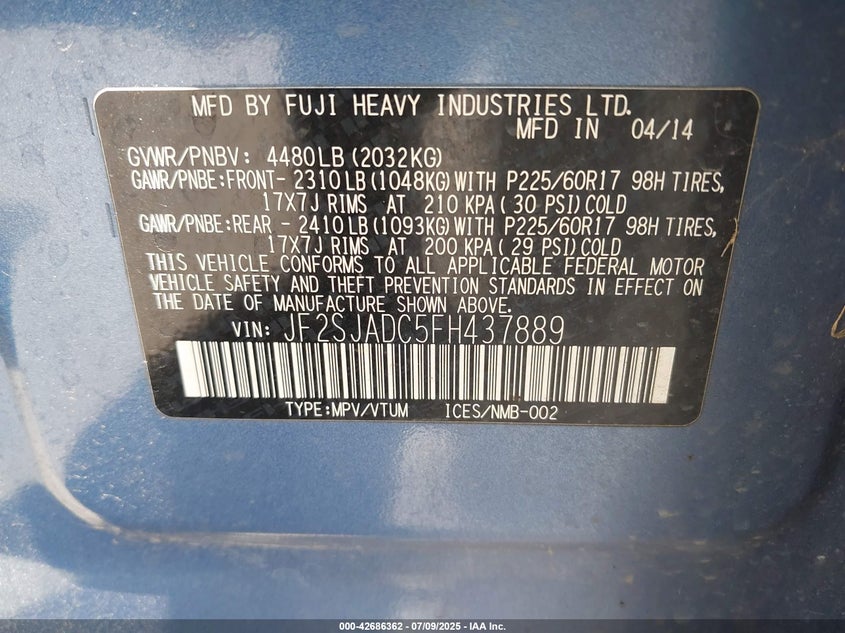 MFD BY FUJI HEAVY INDUSTRIES LTD.
MFD IN 04/14
GVWR/PNBV: 4480LB (2032KG)
GAWR/PNBE:FRONT- 2310LB (1048KG) WITH P225/60R17 98H TIRES,
17X7J RIMS AT 210 KPA (30 PSI) COLD
GAWR/PNBE:REAR - 2410LB (1093KG) WITH P225/60R17 98H TIRES,
17X7J RIMS AT 200 KPA (29 PSI) COLD
THIS VEHICLE CONFORMS TO ALL APPLICABLE FEDERAL MOTOR
VEHICLE SAFETY AND THEFT PREVENTION STANDARDS IN EFFECT ON
THE DATE OF MANUFACTURE SHOWN ABOVE.
VIN: JF2SJADC5FH437889
TYPE:MPV/VTUM ICES/NMB-002
000-42686362 - 07/09/2025 - IAA Inc.